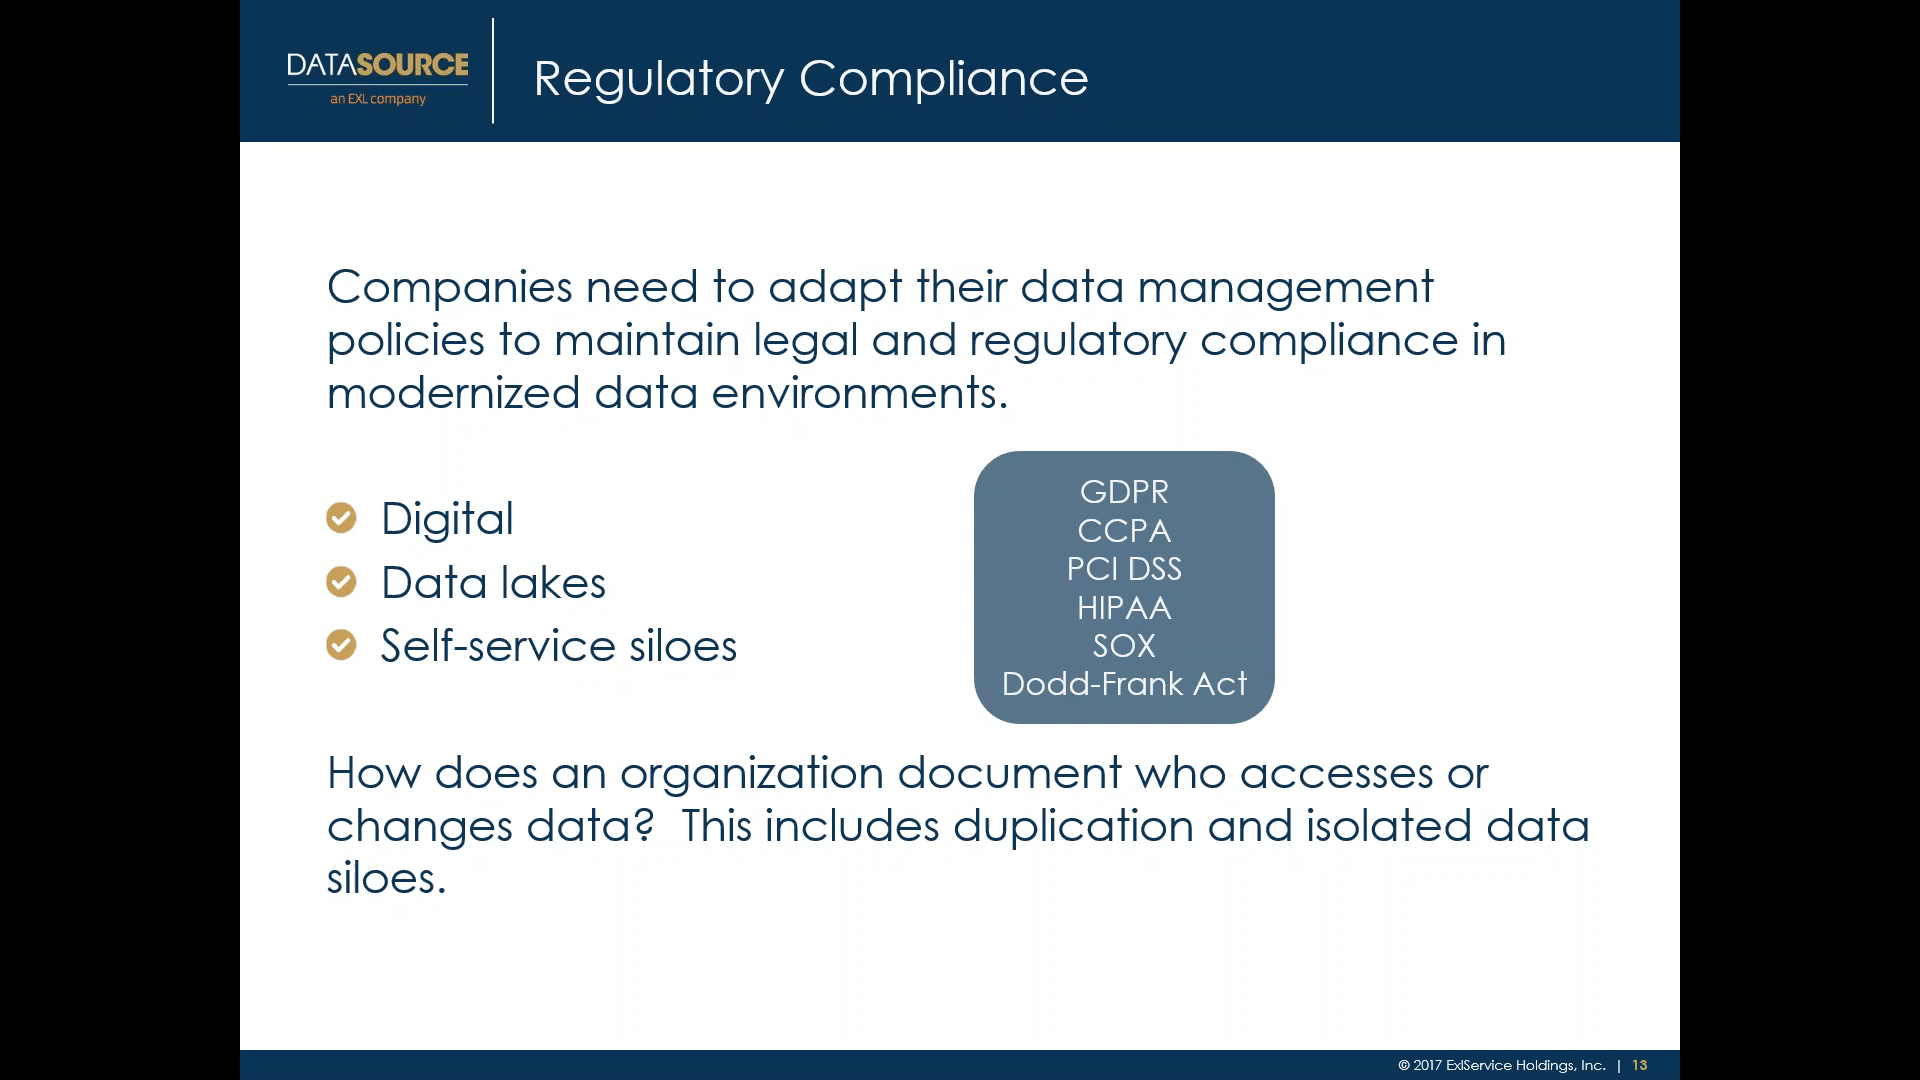 DATASOURCE
an EXL company
Regulatory Compliance
Companies need to adapt their data management
policies to maintain legal and regulatory compliance in
modernized data environments.
Digital
Data lakes
Self-service siloes
GDPR
CCPA
PCI DSS
HIPAA
SOX
Dodd-Frank Act
How does an organization document who accesses or
changes data? This includes duplication and isolated data
siloes.
© 2017 ExlService Holdings, Inc. | 13